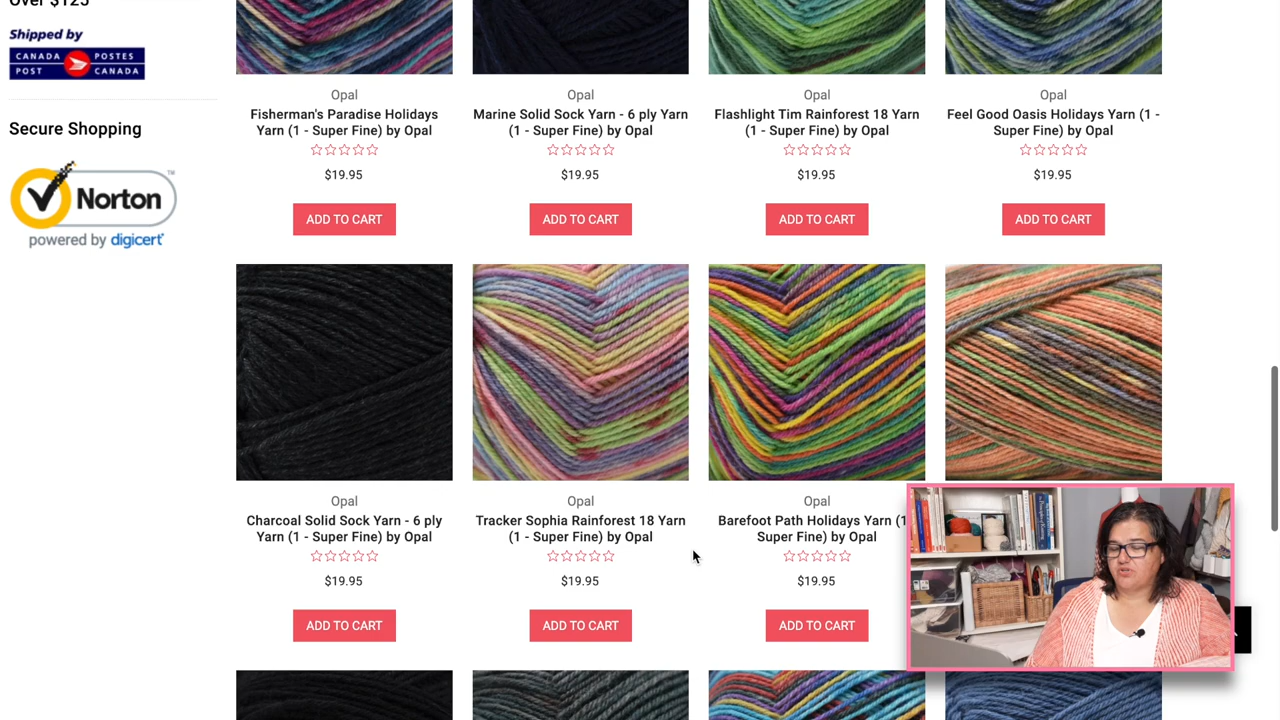 Over $125
Shipped by
CANADA POSTES
POST CANADA
Secure Shopping
Norton™
powered by digicert®
Opal
Fisherman's Paradise Holidays
Yarn (1 - Super Fine) by Opal
$19.95
ADD TO CART
Opal
Marine Solid Sock Yarn - 6 ply Yarn
(1 - Super Fine) by Opal
$19.95
ADD TO CART
Opal
Flashlight Tim Rainforest 18 Yarn
(1 - Super Fine) by Opal
$19.95
ADD TO CART
Opal
Feel Good Oasis Holidays Yarn (1 -
Super Fine) by Opal
$19.95
ADD TO CART
Opal
Charcoal Solid Sock Yarn - 6 ply
Yarn (1 - Super Fine) by Opal
$19.95
ADD TO CART
Opal
Tracker Sophia Rainforest 18 Yarn
(1 - Super Fine) by Opal
$19.95
ADD TO CART
Opal
Barefoot Path Holidays Yarn (1
Super Fine) by Opal
$19.95
ADD TO CART